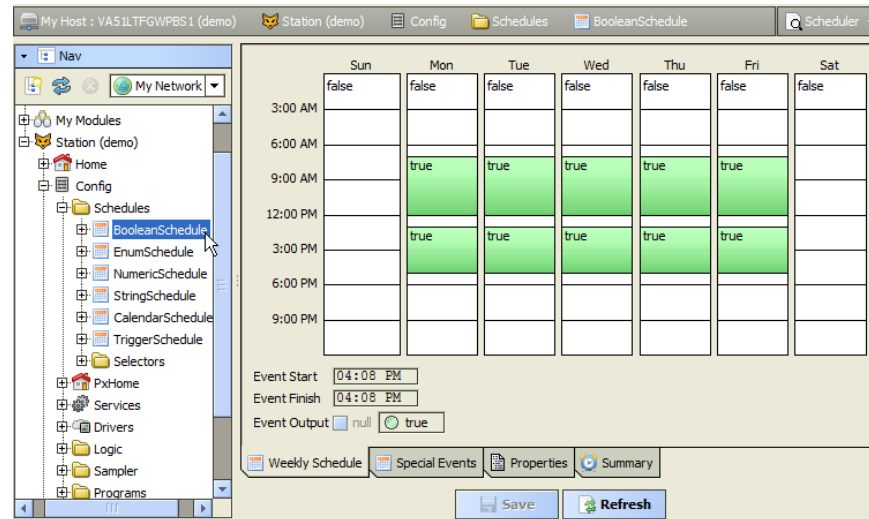 My Host : VA51LTFGWPBS1 (demo) Station (demo) Config Schedules BooleanSchedule Scheduler
Nav
My Network
My Modules
Station (demo)
Home
Config
Schedules
BooleanSchedule
EnumSchedule
NumericSchedule
StringSchedule
CalendarSchedule
TriggerSchedule
Selectors
PxHome
Services
Drivers
Logic
Sampler
Programs
Sun Mon Tue Wed Thu Fri Sat
false false false false false false false
3:00 AM
6:00 AM
true true true true true
9:00 AM
12:00 PM
true true true true true
3:00 PM
6:00 PM
9:00 PM
Event Start 04:08 PM
Event Finish 04:08 PM
Event Output null true
Weekly Schedule Special Events Properties Summary
Save Refresh